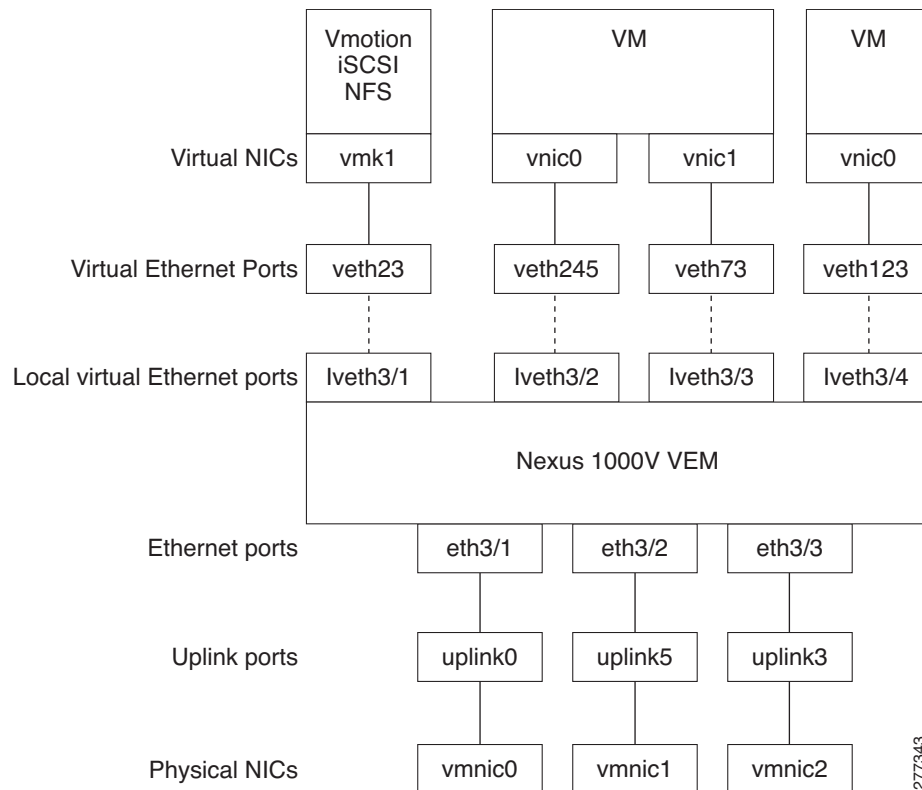 Vmotion
iSCSI
NFS
VM
VM
Virtual NICs
vmk1
vnic0
vnic1
vnic0
Virtual Ethernet Ports
veth23
veth245
veth73
veth123
Local virtual Ethernet ports
lveth3/1
lveth3/2
lveth3/3
lveth3/4
Nexus 1000V VEM
Ethernet ports
eth3/1
eth3/2
eth3/3
Uplink ports
uplink0
uplink5
uplink3
Physical NICs
vmnic0
vmnic1
vmnic2
277343